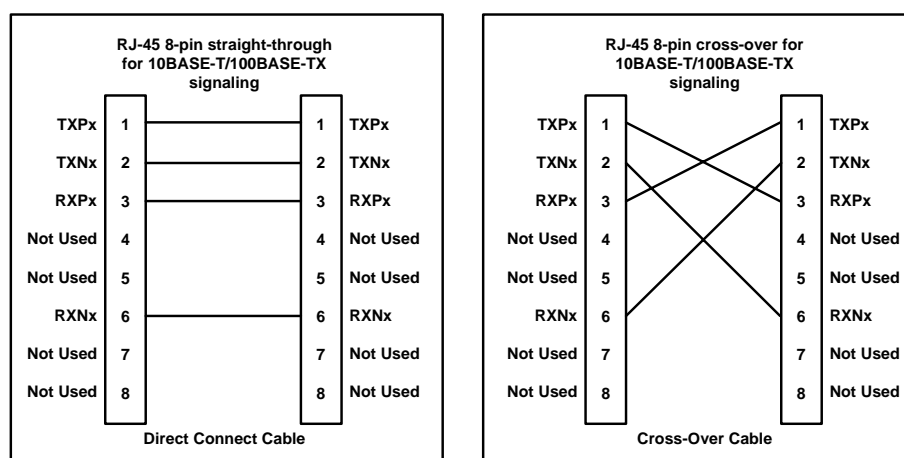 RJ-45 8-pin straight-through
for 10BASE-T/100BASE-TX
signaling
TXPx 1 1 TXPx
TXNx 2 2 TXNx
RXPx 3 3 RXPx
Not Used 4 4 Not Used
Not Used 5 5 Not Used
RXNx 6 6 RXNx
Not Used 7 7 Not Used
Not Used 8 8 Not Used
Direct Connect Cable
RJ-45 8-pin cross-over for
10BASE-T/100BASE-TX
signaling
TXPx 1 1 TXPx
TXNx 2 2 TXNx
RXPx 3 3 RXPx
Not Used 4 4 Not Used
Not Used 5 5 Not Used
RXNx 6 6 RXNx
Not Used 7 7 Not Used
Not Used 8 8 Not Used
Cross-Over Cable